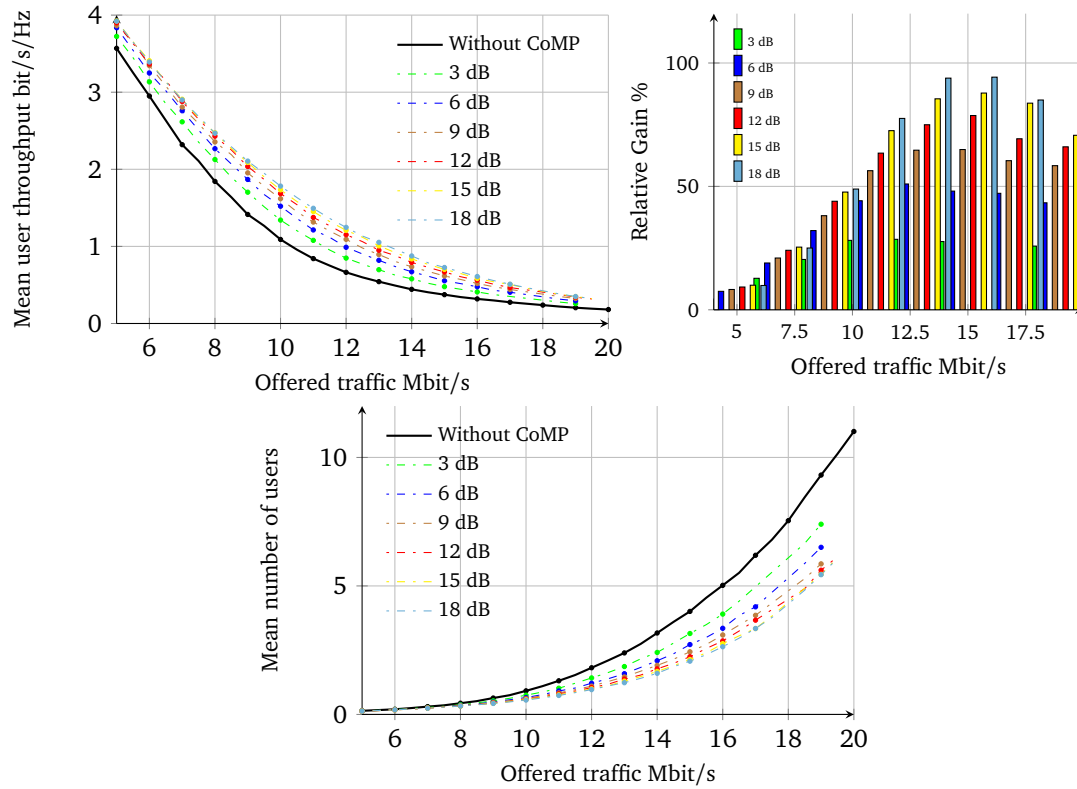 Mean user throughput bit/s/Hz
4
3
2
1
0
6 8 10 12 14 16 18 20
Offered traffic Mbit/s
Without CoMP
3 dB
6 dB
9 dB
12 dB
15 dB
18 dB
Relative Gain %
100
50
0
5 7.5 10 12.5 15 17.5
Offered traffic Mbit/s
3 dB
6 dB
9 dB
12 dB
15 dB
18 dB
Mean number of users
10
5
0
6 8 10 12 14 16 18 20
Offered traffic Mbit/s
Without CoMP
3 dB
6 dB
9 dB
12 dB
15 dB
18 dB